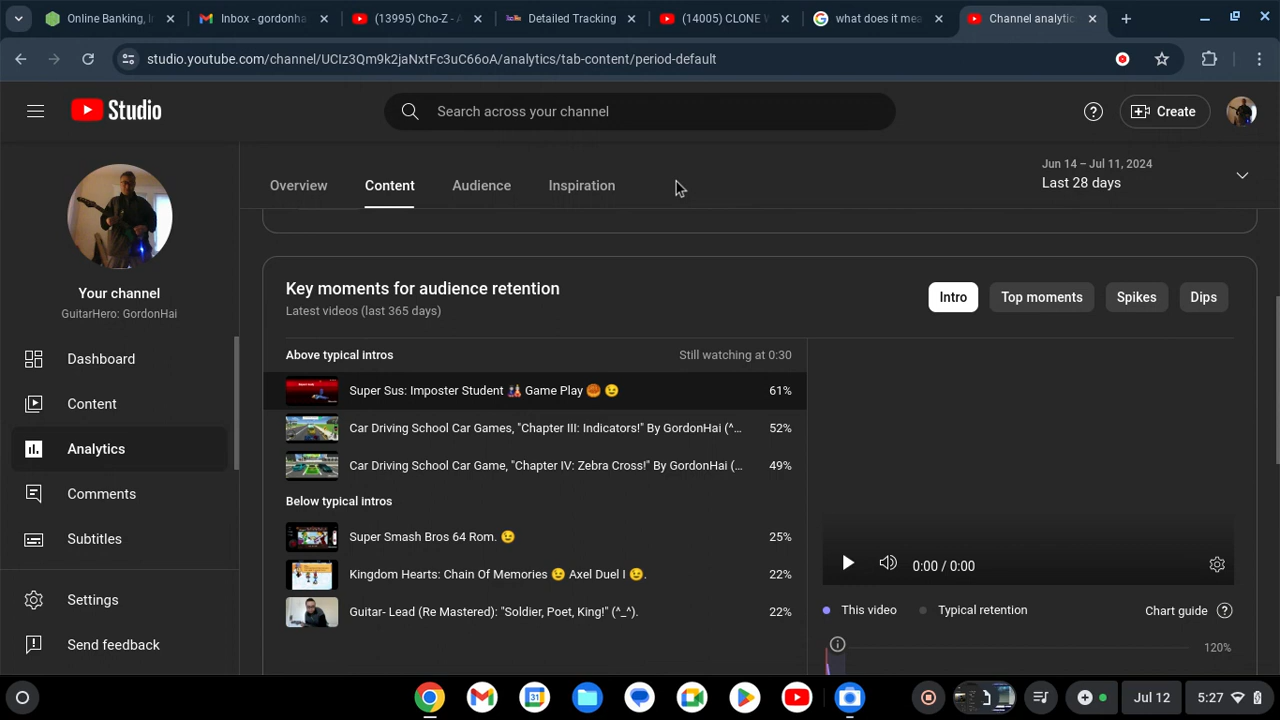 Online Banking, I
Inbox - gordonha
(13995) Cho-Z - A
Detailed Tracking
(14005) CLONE W
what does it mea
Channel analytic
studio.youtube.com/channel/UCIz3Qm9k2jaNxtFc3uC66oA/analytics/tab-content/period-default
Studio
Search across your channel
Create
Overview
Content
Audience
Inspiration
Jun 14 – Jul 11, 2024
Last 28 days
Your channel
GuitarHero: GordonHai
Dashboard
Content
Analytics
Comments
Subtitles
Settings
Send feedback
Key moments for audience retention
Latest videos (last 365 days)
Intro
Top moments
Spikes
Dips
Above typical intros
Still watching at 0:30
Super Sus: Imposter Student 🎎 Game Play 🎃 😉 61%
Car Driving School Car Games, "Chapter III: Indicators!" By GordonHai (^... 52%
Car Driving School Car Game, "Chapter IV: Zebra Cross!" By GordonHai (... 49%
Below typical intros
Super Smash Bros 64 Rom. 😉 25%
Kingdom Hearts: Chain Of Memories 😉 Axel Duel I 😉. 22%
Guitar- Lead (Re Mastered): "Soldier, Poet, King!" (^_^). 22%
0:00 / 0:00
This video
Typical retention
Chart guide
120%
Jul 12
5:27